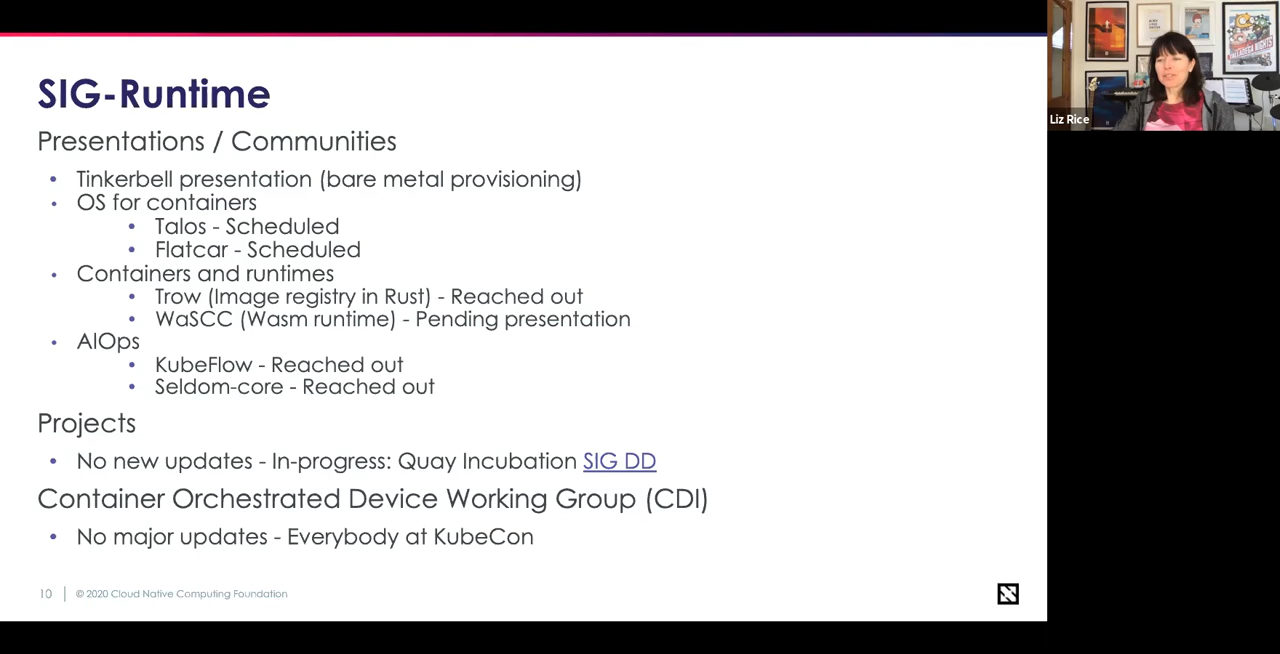 SIG-Runtime
Presentations / Communities
• Tinkerbell presentation (bare metal provisioning)
• OS for containers
• Talos - Scheduled
• Flatcar - Scheduled
• Containers and runtimes
• Trow (Image registry in Rust) - Reached out
• WaSCC (Wasm runtime) - Pending presentation
• AIOps
• KubeFlow - Reached out
• Seldom-core - Reached out
Projects
• No new updates - In-progress: Quay Incubation SIG DD
Container Orchestrated Device Working Group (CDI)
• No major updates - Everybody at KubeCon
10 | © 2020 Cloud Native Computing Foundation
Liz Rice